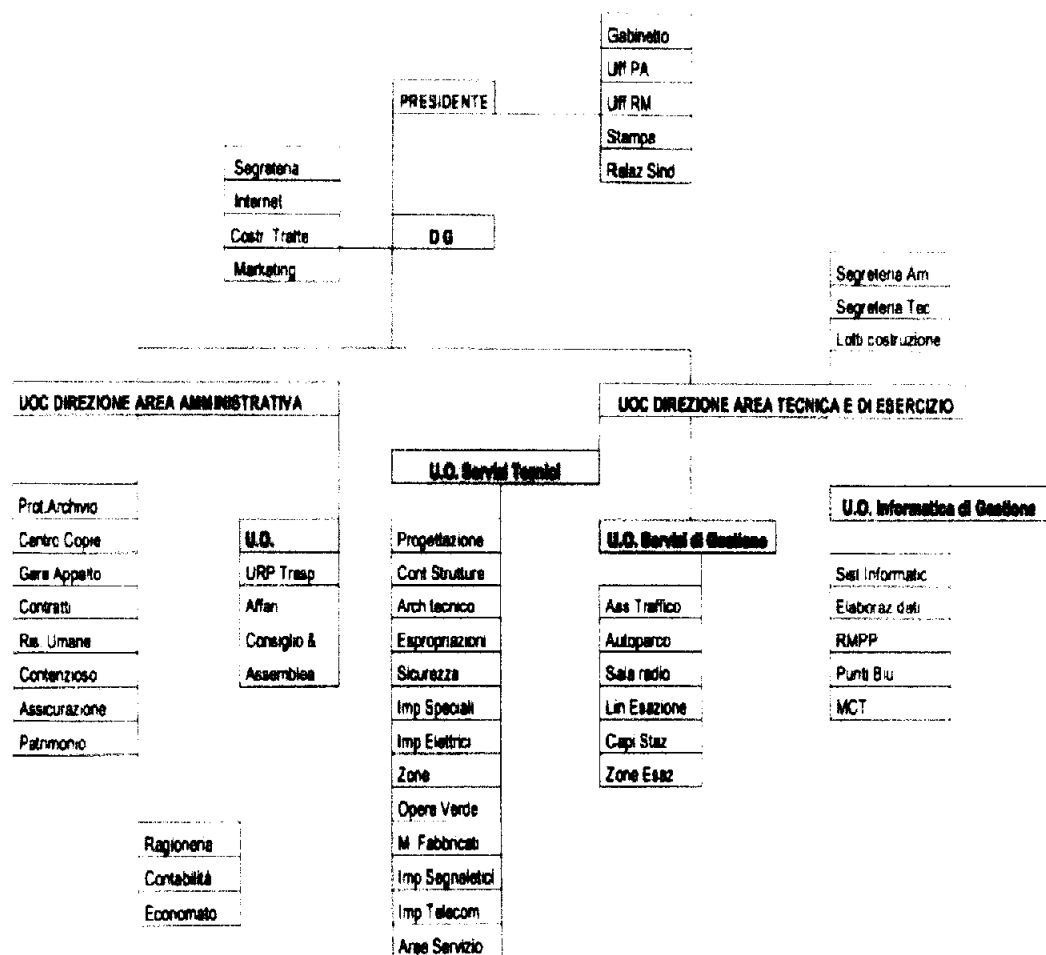 Gabinetto
Uff PA
Uff RM
Stampa
Relaz Sind
PRESIDENTE
Segreteria
Internet
Costr Tratte
Marketing
D G
Segreteria Am
Segreteria Tec
Lotti costruzione
UOC DIREZIONE AREA AMMINISTRATIVA
UOC DIREZIONE AREA TECNICA E DI ESERCIZIO
U.O. Servizi Tecnici
Prot.Archivio
Centro Copie
Gare Appalto
Contratti
Ris. Umane
Contenzioso
Assicurazione
Patrimonio
U.O.
URP Trasp
Affari
Consiglio &
Assemblea
Ragioneria
Contabilità
Economato
Progettazione
Cont Strutture
Arch tecnico
Espropriazioni
Sicurezza
Imp Speciali
Imp Elettrici
Zone
Opere Verde
M Fabbricati
Imp Segnaletici
Imp Telecom
Aree Servizio
U.O. Servizi di Gestione
Ass Traffico
Autoparco
Sala radio
Lin Esazione
Capi Staz
Zone Esaz
U.O. Informatica di Gestione
Sist Informatic
Elaboraz dati
RMPP
Punti Blu
MCT